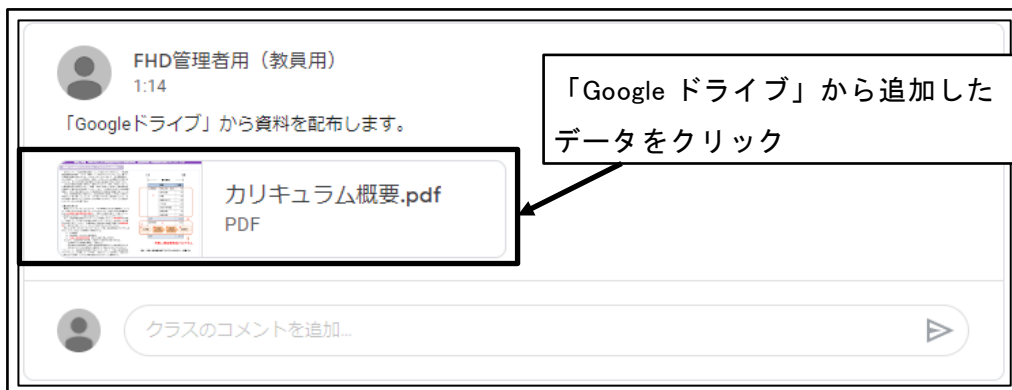 FHD管理者用（教員用）
1:14
「Googleドライブ」から資料を配布します。
「Google ドライブ」から追加した
データをクリック
カリキュラム概要.pdf
PDF
クラスのコメントを追加...